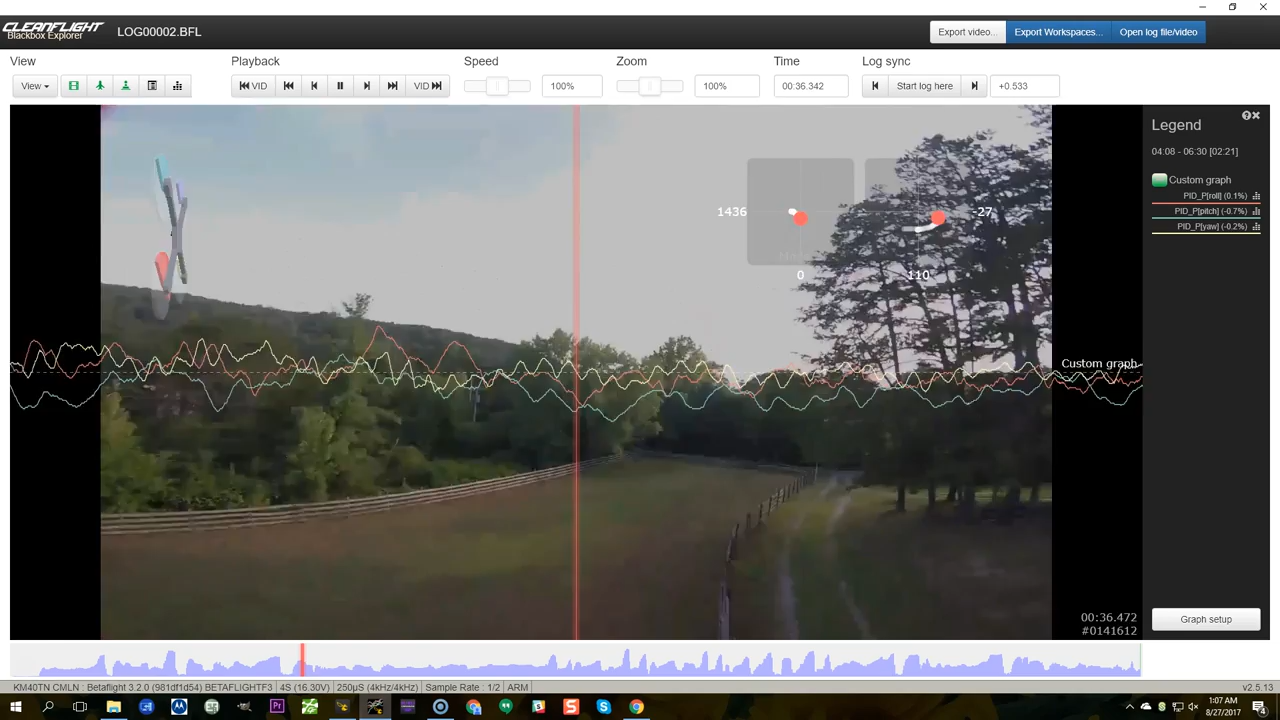 CLEANFLIGHT
Blackbox Explorer
LOG00002.BFL
Export video...
Export Workspaces...
Open log file/video
View
Playback
Speed
Zoom
Time
Log sync
View
VID
VID
100%
100%
00:36.342
Start log here
+0.533
Legend
04:08 - 06:30 [02:21]
Custom graph
PID_P[roll] (0.1%)
PID_P[pitch] (-0.7%)
PID_P[yaw] (-0.2%)
1436
-27
0
110
Custom graph
00:36.472
#0141612
Graph setup
KM40TN CMLN : Betaflight 3.2.0 (981df1d54) BETAFLIGHTF3
4S (16.30V)
250µS (4kHz/4kHz)
Sample Rate : 1/2
ARM
v2.5.13
1:07 AM
8/27/2017